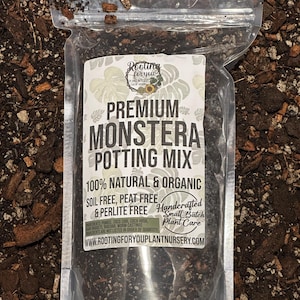 Rooting
for you
PREMIUM
MONSTERA
POTTING MIX
100% NATURAL & ORGANIC
SOIL FREE, PEAT FREE
& PERLITE FREE
Handcrafted
Small Batch
Plant Care
WWW.ROOTINGFORYOUPLANTNURSERY.COM